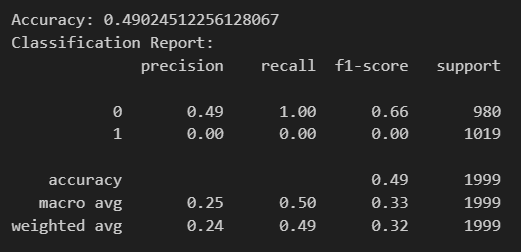 Accuracy: 0.49024512256128067
Classification Report:
precision recall f1-score support
0 0.49 1.00 0.66 980
1 0.00 0.00 0.00 1019
accuracy 0.49 1999
macro avg 0.25 0.50 0.33 1999
weighted avg 0.24 0.49 0.32 1999